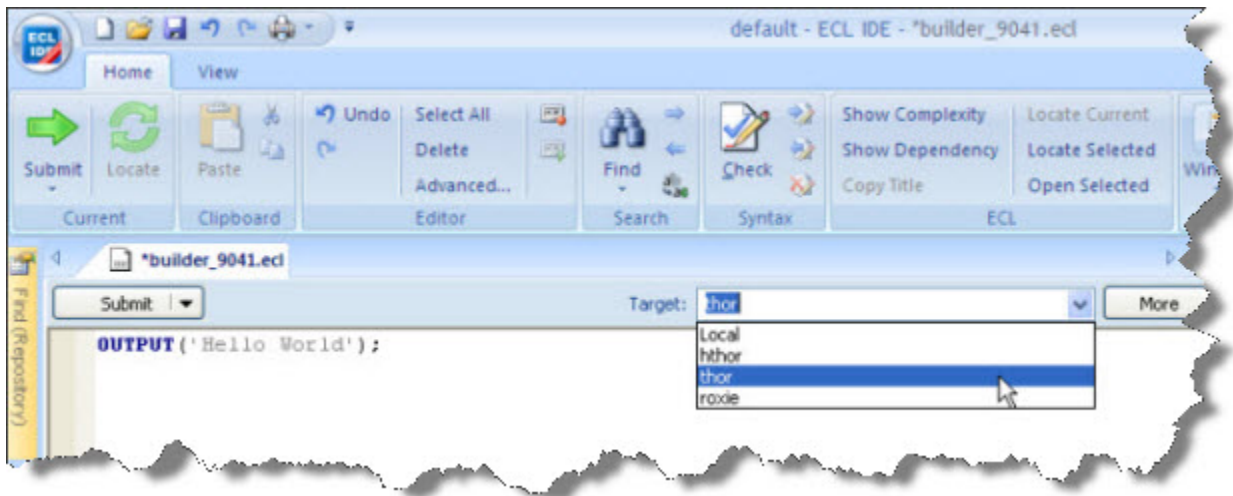 ECL
IDE
default - ECL IDE - *builder_9041.ecl
Home View
Undo Select All Show Complexity Locate Current
Delete Show Dependency Locate Selected
Submit Locate Paste Find Check
Advanced... Copy Title Open Selected
Current Clipboard Editor Search Syntax ECL
*builder_9041.ecl
Submit Target: thor More
Find (Repository)
OUTPUT('Hello World');
Local
hthor
thor
roxie